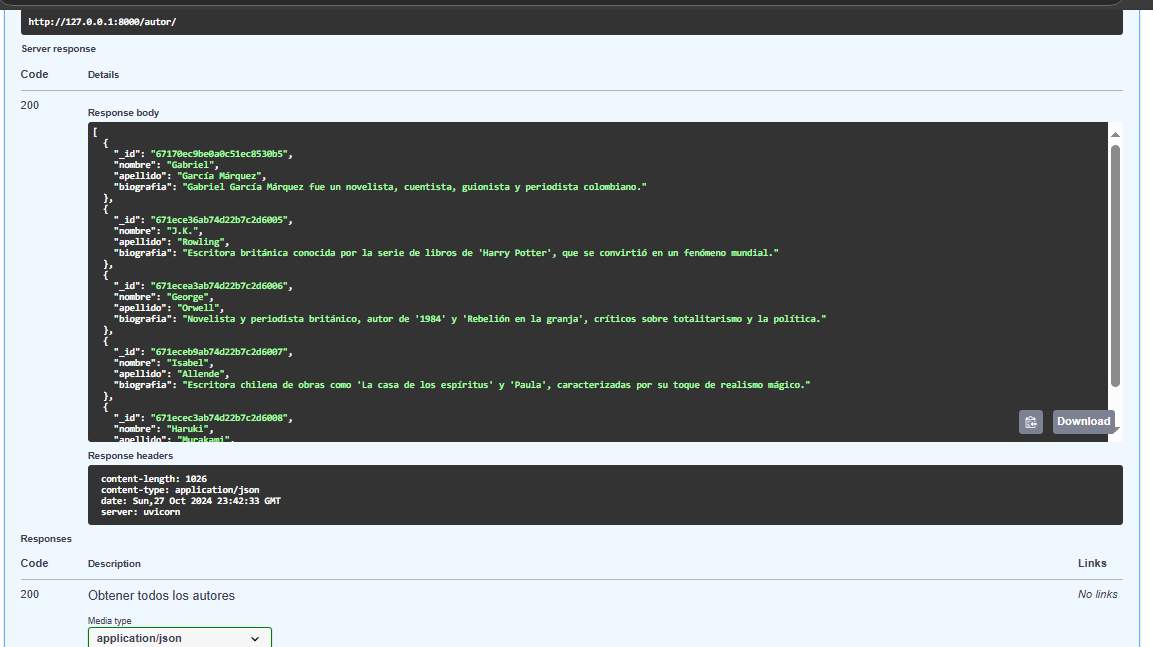 http://127.0.0.1:8000/autor/
Server response
Code Details
200
Response body
[
  {
    "_id": "67170ec9be0a0c51ec8530b5",
    "nombre": "Gabriel",
    "apellido": "García Márquez",
    "biografia": "Gabriel García Márquez fue un novelista, cuentista, guionista y periodista colombiano."
  },
  {
    "_id": "671ece36ab74d22b7c2d6005",
    "nombre": "J.K.",
    "apellido": "Rowling",
    "biografia": "Escritora británica conocida por la serie de libros de 'Harry Potter', que se convirtió en un fenómeno mundial."
  },
  {
    "_id": "671ecea3ab74d22b7c2d6006",
    "nombre": "George",
    "apellido": "Orwell",
    "biografia": "Novelista y periodista británico, autor de '1984' y 'Rebelión en la granja', críticos sobre totalitarismo y la política."
  },
  {
    "_id": "671eceb9ab74d22b7c2d6007",
    "nombre": "Isabel",
    "apellido": "Allende",
    "biografia": "Escritora chilena de obras como 'La casa de los espíritus' y 'Paula', caracterizadas por su toque de realismo mágico."
  },
  {
    "_id": "671ecec3ab74d22b7c2d6008",
    "nombre": "Haruki",
    "apellido": "Murakami",
Download
Response headers
content-length: 1026
content-type: application/json
date: Sun,27 Oct 2024 23:42:33 GMT
server: uvicorn
Responses
Code Description Links
200 Obtener todos los autores No links
Media type
application/json